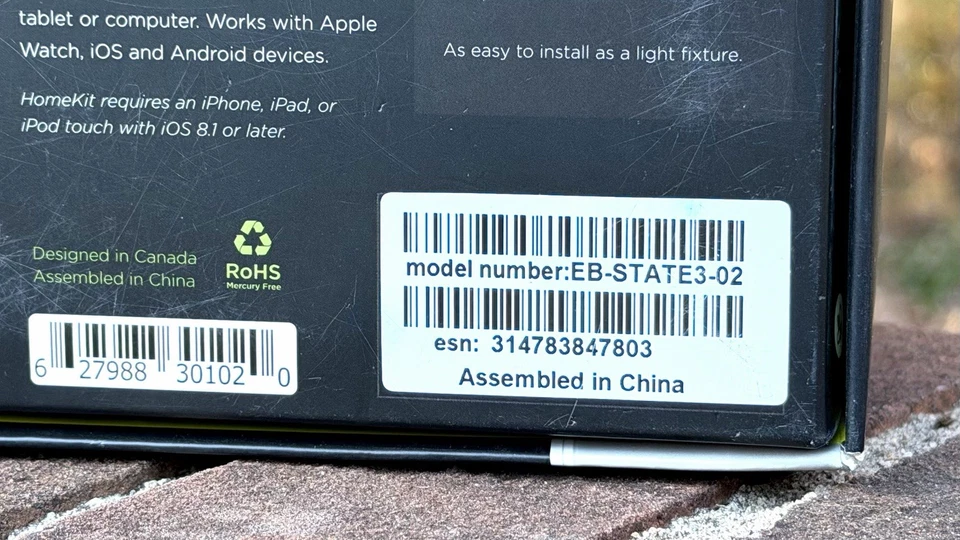 tablet or computer. Works with Apple
Watch, iOS and Android devices.
HomeKit requires an iPhone, iPad, or
iPod touch with iOS 8.1 or later.
As easy to install as a light fixture.
Designed in Canada
Assembled in China
RoHS
Mercury Free
6 27988 30102 0
model number:EB-STATE3-02
esn: 314783847803
Assembled in China